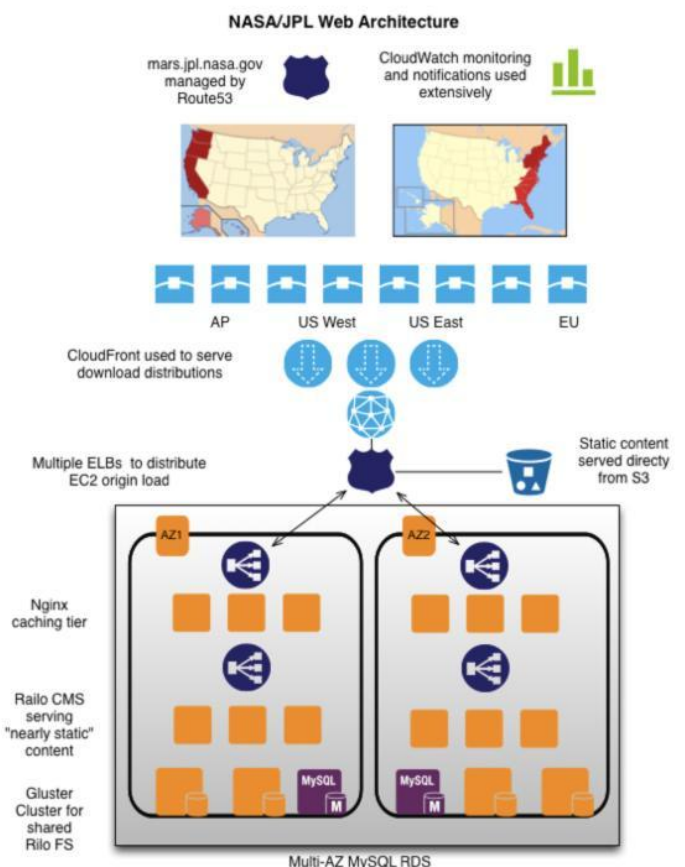 NASA/JPL Web Architecture
mars.jpl.nasa.gov
managed by
Route53
CloudWatch monitoring
and notifications used
extensively
AP
US West
US East
EU
CloudFront used to serve
download distributions
Multiple ELBs to distribute
EC2 origin load
Static content
served directy
from S3
AZ1
AZ2
Nginx
caching tier
Railo CMS
serving
"nearly static"
content
Gluster
Cluster for
shared
Rilo FS
MySQL
M
MySQL
M
Multi-AZ MySQL RDS